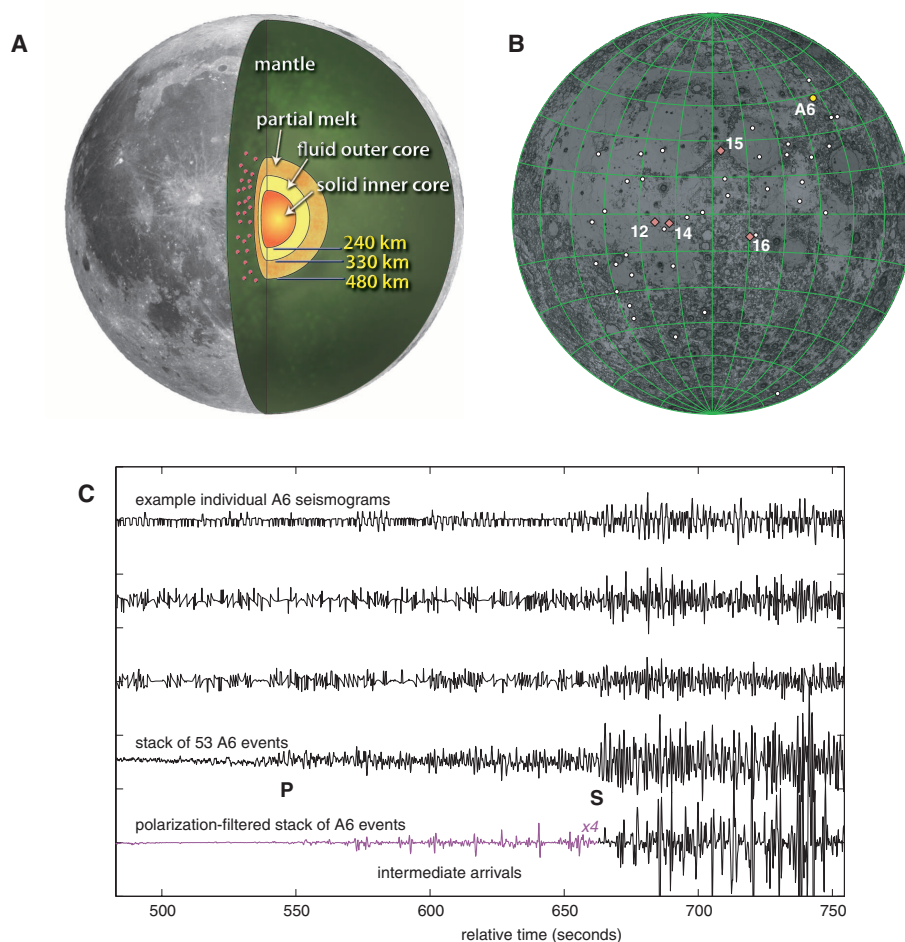 A
mantle
partial melt
fluid outer core
solid inner core
240 km
330 km
480 km
B
A6
15
12
14
16
C
example individual A6 seismograms
stack of 53 A6 events
P
S
polarization-filtered stack of A6 events
x4
intermediate arrivals
500 550 600 650 700 750
relative time (seconds)